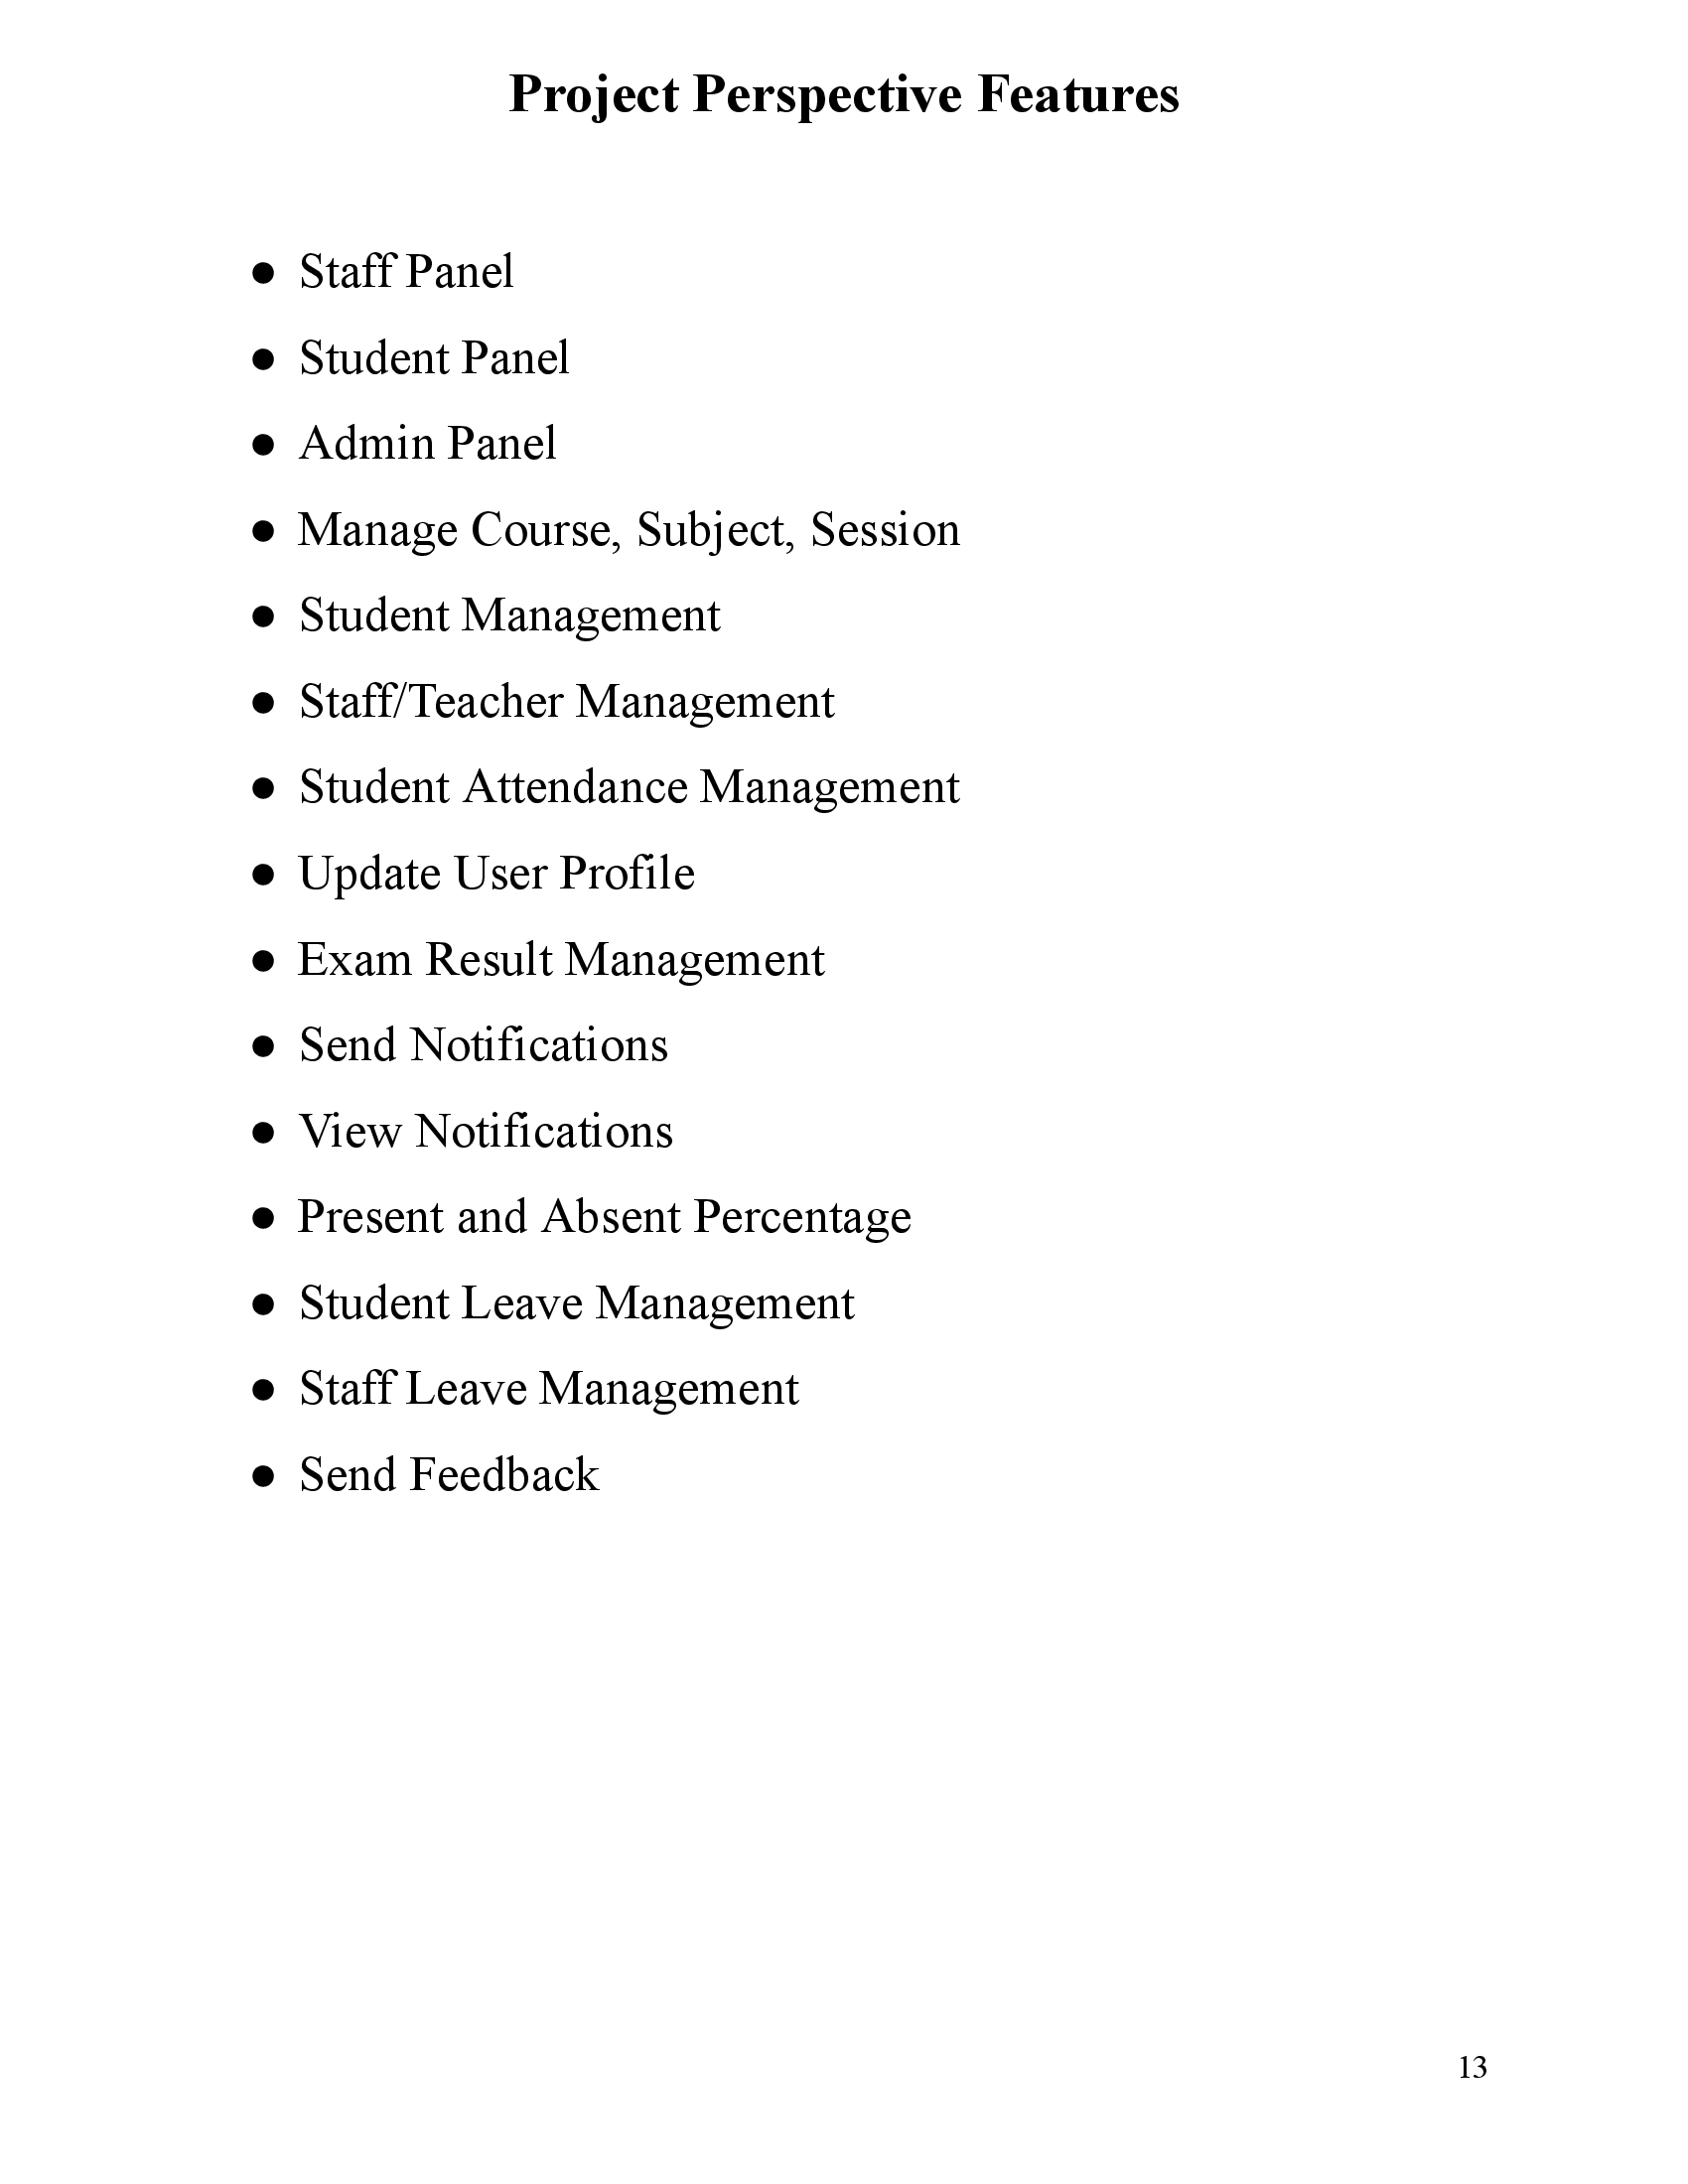 Project Perspective Features
● Staff Panel
● Student Panel
● Admin Panel
● Manage Course, Subject, Session
● Student Management
● Staff/Teacher Management
● Student Attendance Management
● Update User Profile
● Exam Result Management
● Send Notifications
● View Notifications
● Present and Absent Percentage
● Student Leave Management
● Staff Leave Management
● Send Feedback
13